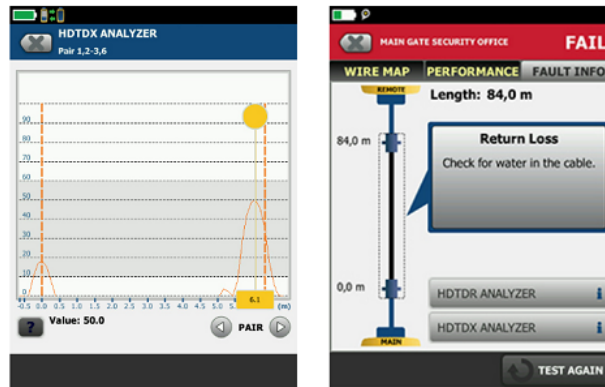 HDTDX ANALYZER
Pair 1,2-3,6
90
80
70
60
50
40
30
20
10
0
-0.5 0.0 0.5 1.0 1.5 2.0 2.5 3.0 3.5 4.0 4.5 5.0 5. 6.1 (m)
? Value: 50.0
PAIR
MAIN GATE SECURITY OFFICE FAIL
WIRE MAP PERFORMANCE FAULT INFO
REMOTE
Length: 84,0 m
84,0 m
Return Loss
Check for water in the cable.
0,0 m
HDTDR ANALYZER i
HDTDX ANALYZER i
MAIN
TEST AGAIN